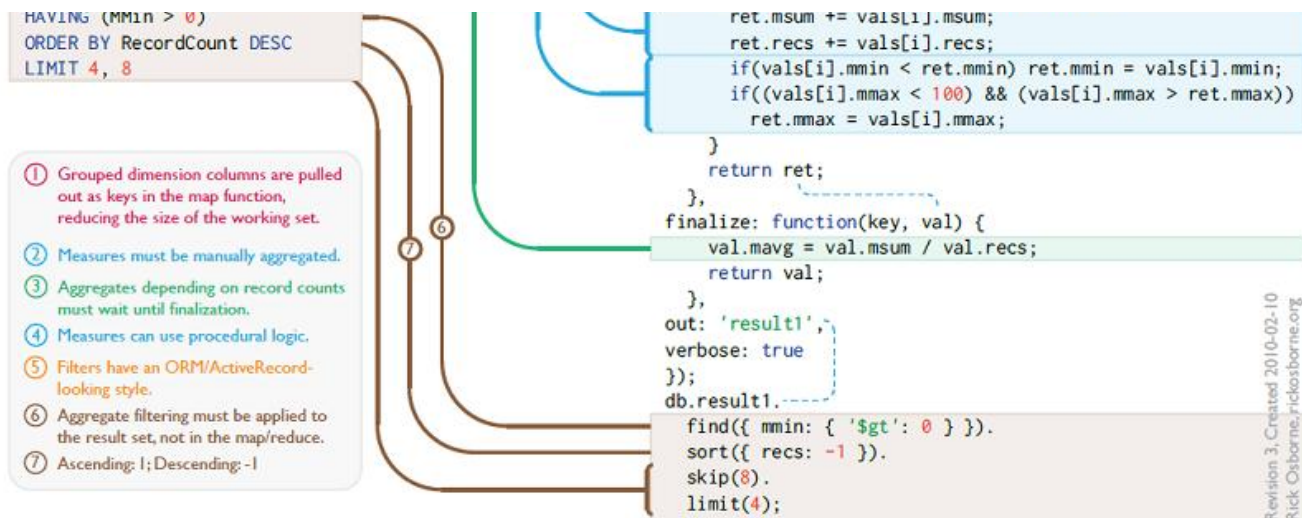 HAVING (MMin > 0)
ORDER BY RecordCount DESC
LIMIT 4, 8
① Grouped dimension columns are pulled
out as keys in the map function,
reducing the size of the working set.
② Measures must be manually aggregated.
③ Aggregates depending on record counts
must wait until finalization.
④ Measures can use procedural logic.
⑤ Filters have an ORM/ActiveRecord-
looking style.
⑥ Aggregate filtering must be applied to
the result set, not in the map/reduce.
⑦ Ascending: 1; Descending: -1
⑥
⑦
ret.msum += vals[i].msum;
ret.recs += vals[i].recs;
if(vals[i].mmin < ret.mmin) ret.mmin = vals[i].mmin;
if((vals[i].mmax < 100) && (vals[i].mmax > ret.mmax))
ret.mmax = vals[i].mmax;
}
return ret;
},
finalize: function(key, val) {
val.mavg = val.msum / val.recs;
return val;
},
out: 'result1',
verbose: true
});
db.result1.
find({ mmin: { '$gt': 0 } }).
sort({ recs: -1 }).
skip(8).
limit(4);
Revision 3, Created 2010-02-10
Rick Osborne, rickosborne.org